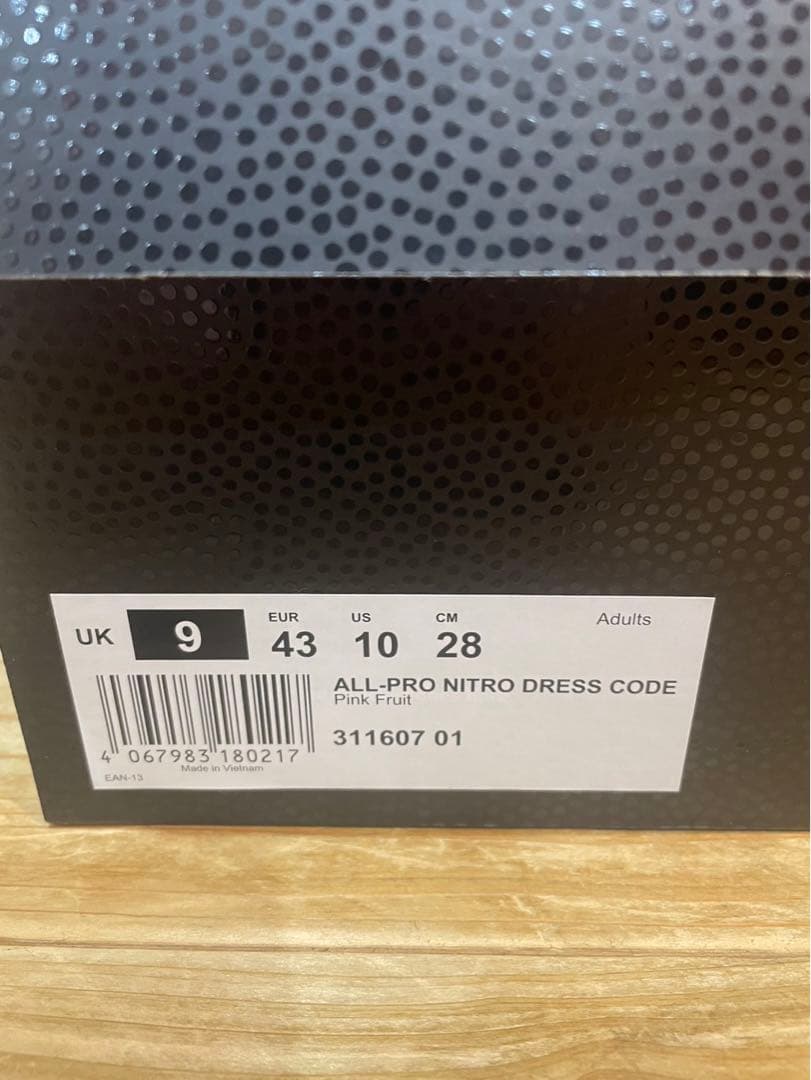 UK 9
EUR 43
US 10
CM 28
Adults
ALL-PRO NITRO DRESS CODE
Pink Fruit
311607 01
4 067983 180217
Made in Vietnam
EAN-13